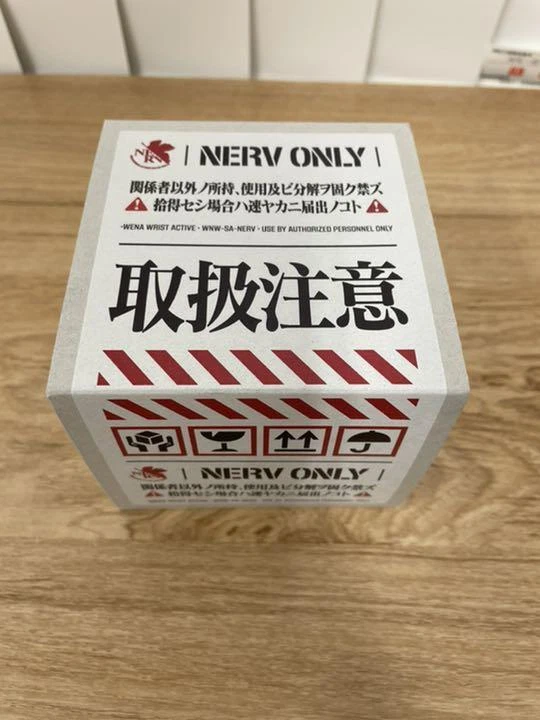 NERV
| NERV ONLY |
関係者以外ノ所持、使用及ビ分解ヲ固ク禁ズ
拾得セシ場合ハ速ヤカニ届出ノコト
・WENA WRIST ACTIVE・WNW-SA-NERV・USE BY AUTHORIZED PERSONNEL ONLY
取扱注意
| NERV ONLY |
関係者以外ノ所持、使用及ビ分解ヲ固ク禁ズ
拾得セシ場合ハ速ヤカニ届出ノコト